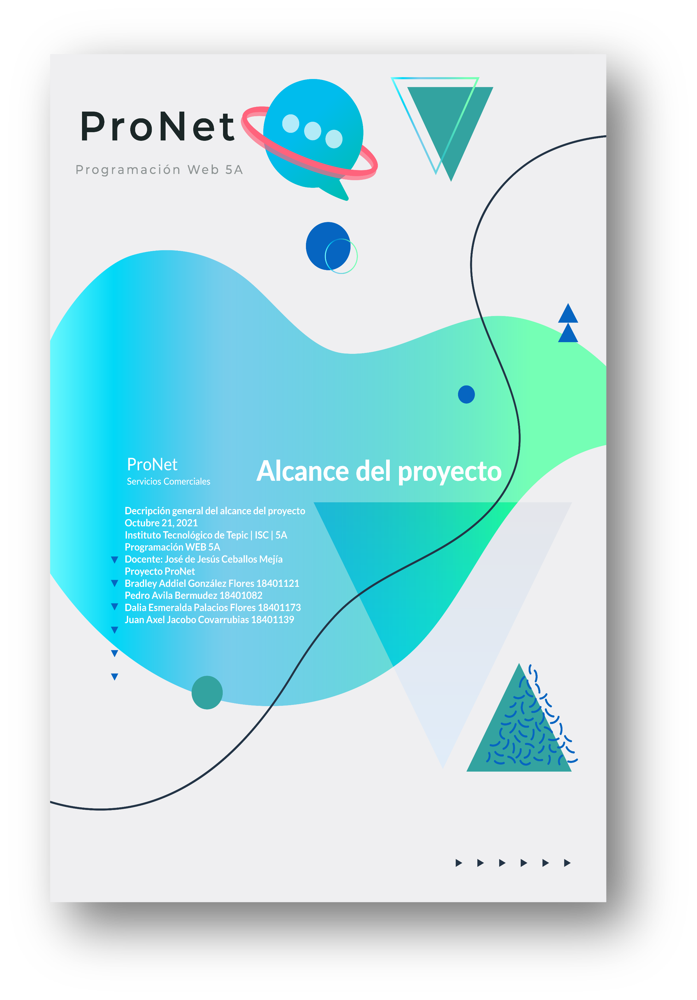 ProNet
Programación Web 5A
ProNet
Servicios Comerciales
Alcance del proyecto
Decripción general del alcance del proyecto
Octubre 21, 2021
Instituto Tecnológico de Tepic | ISC | 5A
Programación WEB 5A
Docente: José de Jesús Ceballos Mejía
Proyecto ProNet
Bradley Addiel González Flores 18401121
Pedro Avila Bermudez 18401082
Dalia Esmeralda Palacios Flores 18401173
Juan Axel Jacobo Covarrubias 18401139